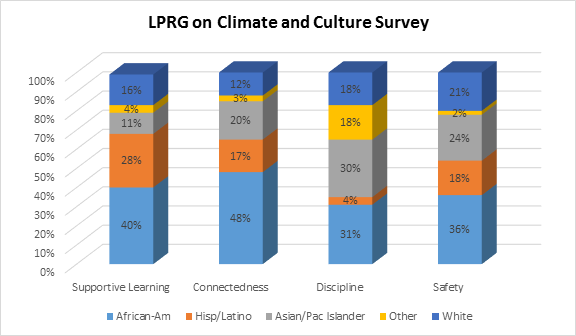 LPRG on Climate and Culture Survey
100%
90%
80%
70%
60%
50%
40%
30%
20%
10%
0%
16% 12% 18% 21%
4% 3% 18% 2%
11% 20% 30% 24%
28% 17% 4% 18%
40% 48% 31% 36%
Supportive Learning Connectedness Discipline Safety
African-Am Hisp/Latino Asian/Pac Islander Other White